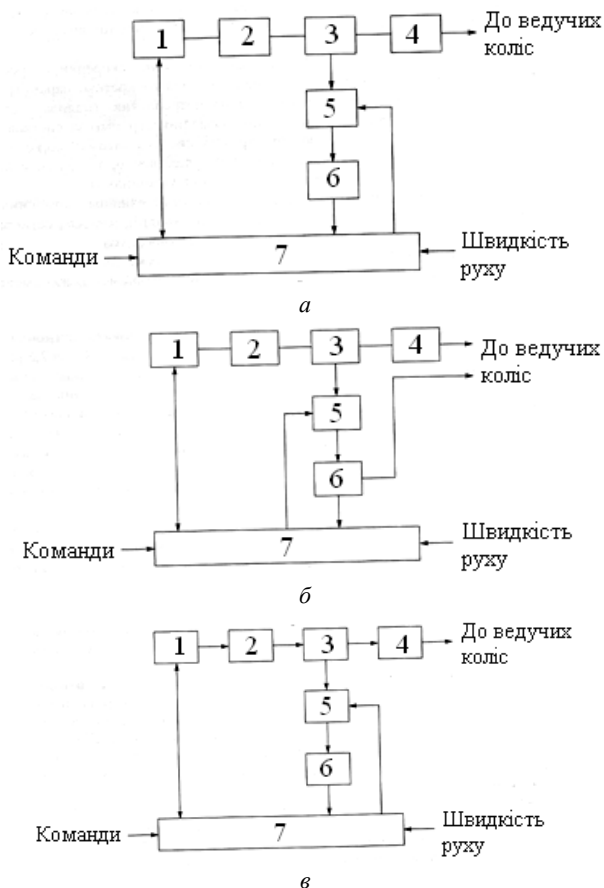 1 2 3 4 До ведучих
коліс
5
6
Команди 7 Швидкість
руху
а
1 2 3 4 До ведучих
коліс
5
6
Команди 7 Швидкість
руху
б
1 2 3 4 До ведучих
коліс
5
6
Команди 7 Швидкість
руху
в